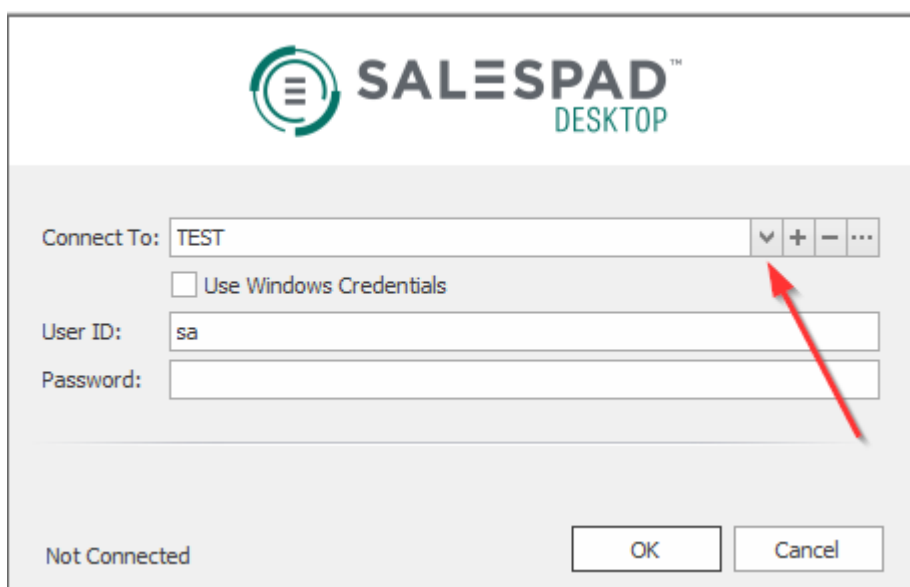 SALESPAD™
DESKTOP
Connect To: TEST
Use Windows Credentials
User ID: sa
Password:
Not Connected OK Cancel